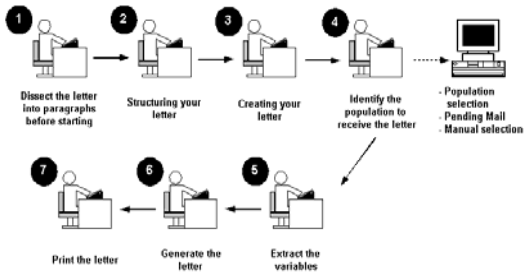 1
Dissect the letter
into paragraphs
before starting
2
Structuring your
letter
3
Creating your
letter
4
Identify the
population to
receive the letter
- Population
selection
- Pending Mail
- Manual selection
5
Extract the
variables
6
Generate the
letter
7
Print the letter